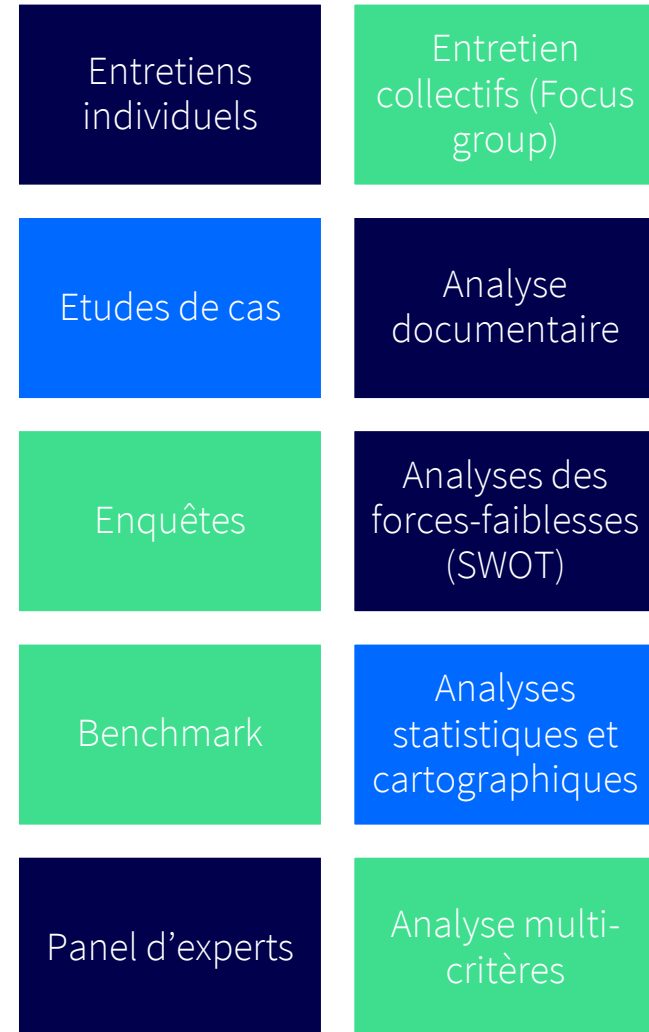 Entretiens
individuels
Entretien
collectifs (Focus
group)
Etudes de cas
Analyse
documentaire
Enquêtes
Analyses des
forces-faiblesses
(SWOT)
Benchmark
Analyses
statistiques et
cartographiques
Panel d’experts
Analyse multi-
critères